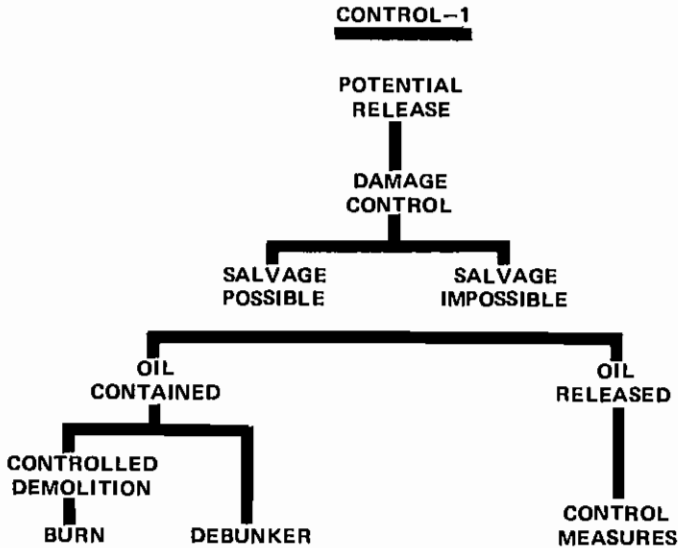 CONTROL-1
POTENTIAL
RELEASE
DAMAGE
CONTROL
SALVAGE
POSSIBLE
SALVAGE
IMPOSSIBLE
OIL
CONTAINED
OIL
RELEASED
CONTROLLED
DEMOLITION
BURN
DEBUNKER
CONTROL
MEASURES